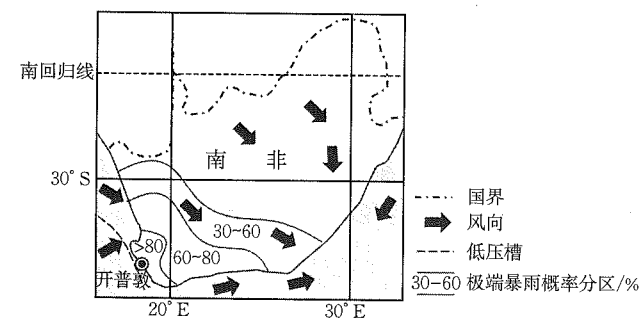 南回归线
南 非
30° S
30~60
>80
60~80
开普敦
20°E
30°E
国界
风向
低压槽
30-60 极端暴雨概率分区/%